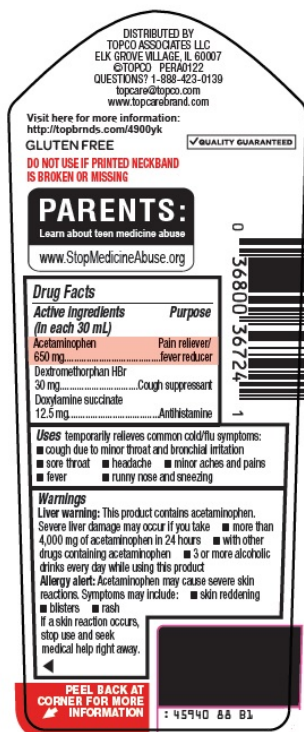 DISTRIBUTED BY
TOPCO ASSOCIATES LLC
ELK GROVE VILLAGE, IL 60007
©TOPCO PERA0122
QUESTIONS? 1-888-423-0139
topcare@topco.com
www.topcarebrand.com
Visit here for more information:
http://topbrnds.com/4900yk
GLUTEN FREE
✓QUALITY GUARANTEED
DO NOT USE IF PRINTED NECKBAND
IS BROKEN OR MISSING
PARENTS:
Learn about teen medicine abuse
www.StopMedicineAbuse.org
0 36800 36724 1
Drug Facts
Active ingredients Purpose
(in each 30 mL)
Acetaminophen Pain reliever/
650 mg..............................fever reducer
Dextromethorphan HBr
30 mg..........................Cough suppressant
Doxylamine succinate
12.5 mg..............................Antihistamine
Uses temporarily relieves common cold/flu symptoms:
■ cough due to minor throat and bronchial irritation
■ sore throat ■ headache ■ minor aches and pains
■ fever ■ runny nose and sneezing
Warnings
Liver warning: This product contains acetaminophen.
Severe liver damage may occur if you take ■ more than
4,000 mg of acetaminophen in 24 hours ■ with other
drugs containing acetaminophen ■ 3 or more alcoholic
drinks every day while using this product
Allergy alert: Acetaminophen may cause severe skin
reactions. Symptoms may include: ■ skin reddening
■ blisters ■ rash
If a skin reaction occurs,
stop use and seek
medical help right away.
PEEL BACK AT
CORNER FOR MORE
INFORMATION
: 45940 88 B1